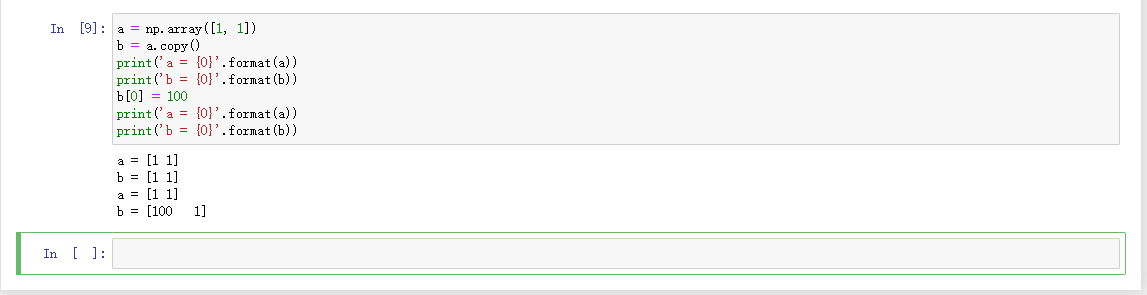 In [9]: a = np.array([1, 1])
b = a.copy()
print('a = {0}'.format(a))
print('b = {0}'.format(b))
b[0] = 100
print('a = {0}'.format(a))
print('b = {0}'.format(b))
a = [1 1]
b = [1 1]
a = [1 1]
b = [100   1]
In [ ]: